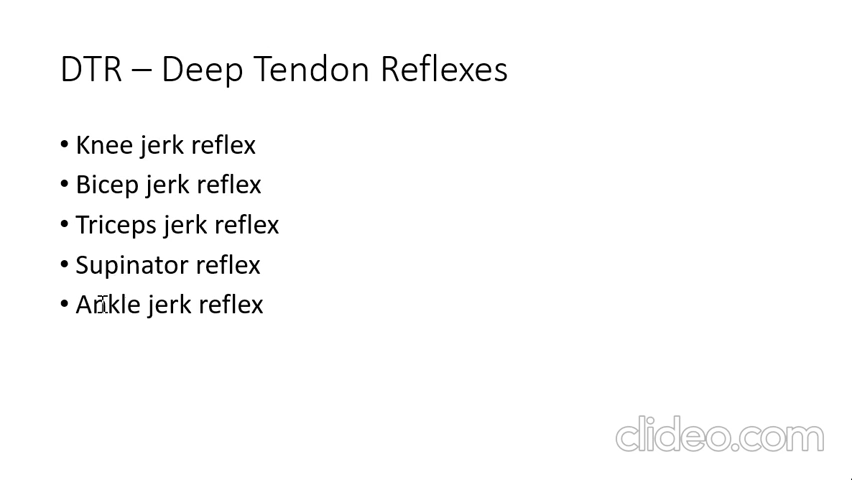 DTR – Deep Tendon Reflexes
• Knee jerk reflex
• Bicep jerk reflex
• Triceps jerk reflex
• Supinator reflex
• Ankle jerk reflex
clideo.com